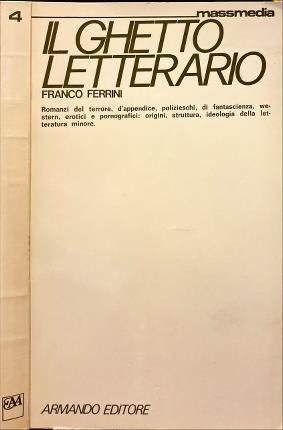 4
massmedia
IL GHETTO
LETTERARIO
FRANCO FERRINI
Romanzi del terrore, d'appendice, polizieschi, di fantascienza, we-
stern, erotici e pornografici: origini, struttura, ideologia della let-
teratura minore.
ARMANDO EDITORE